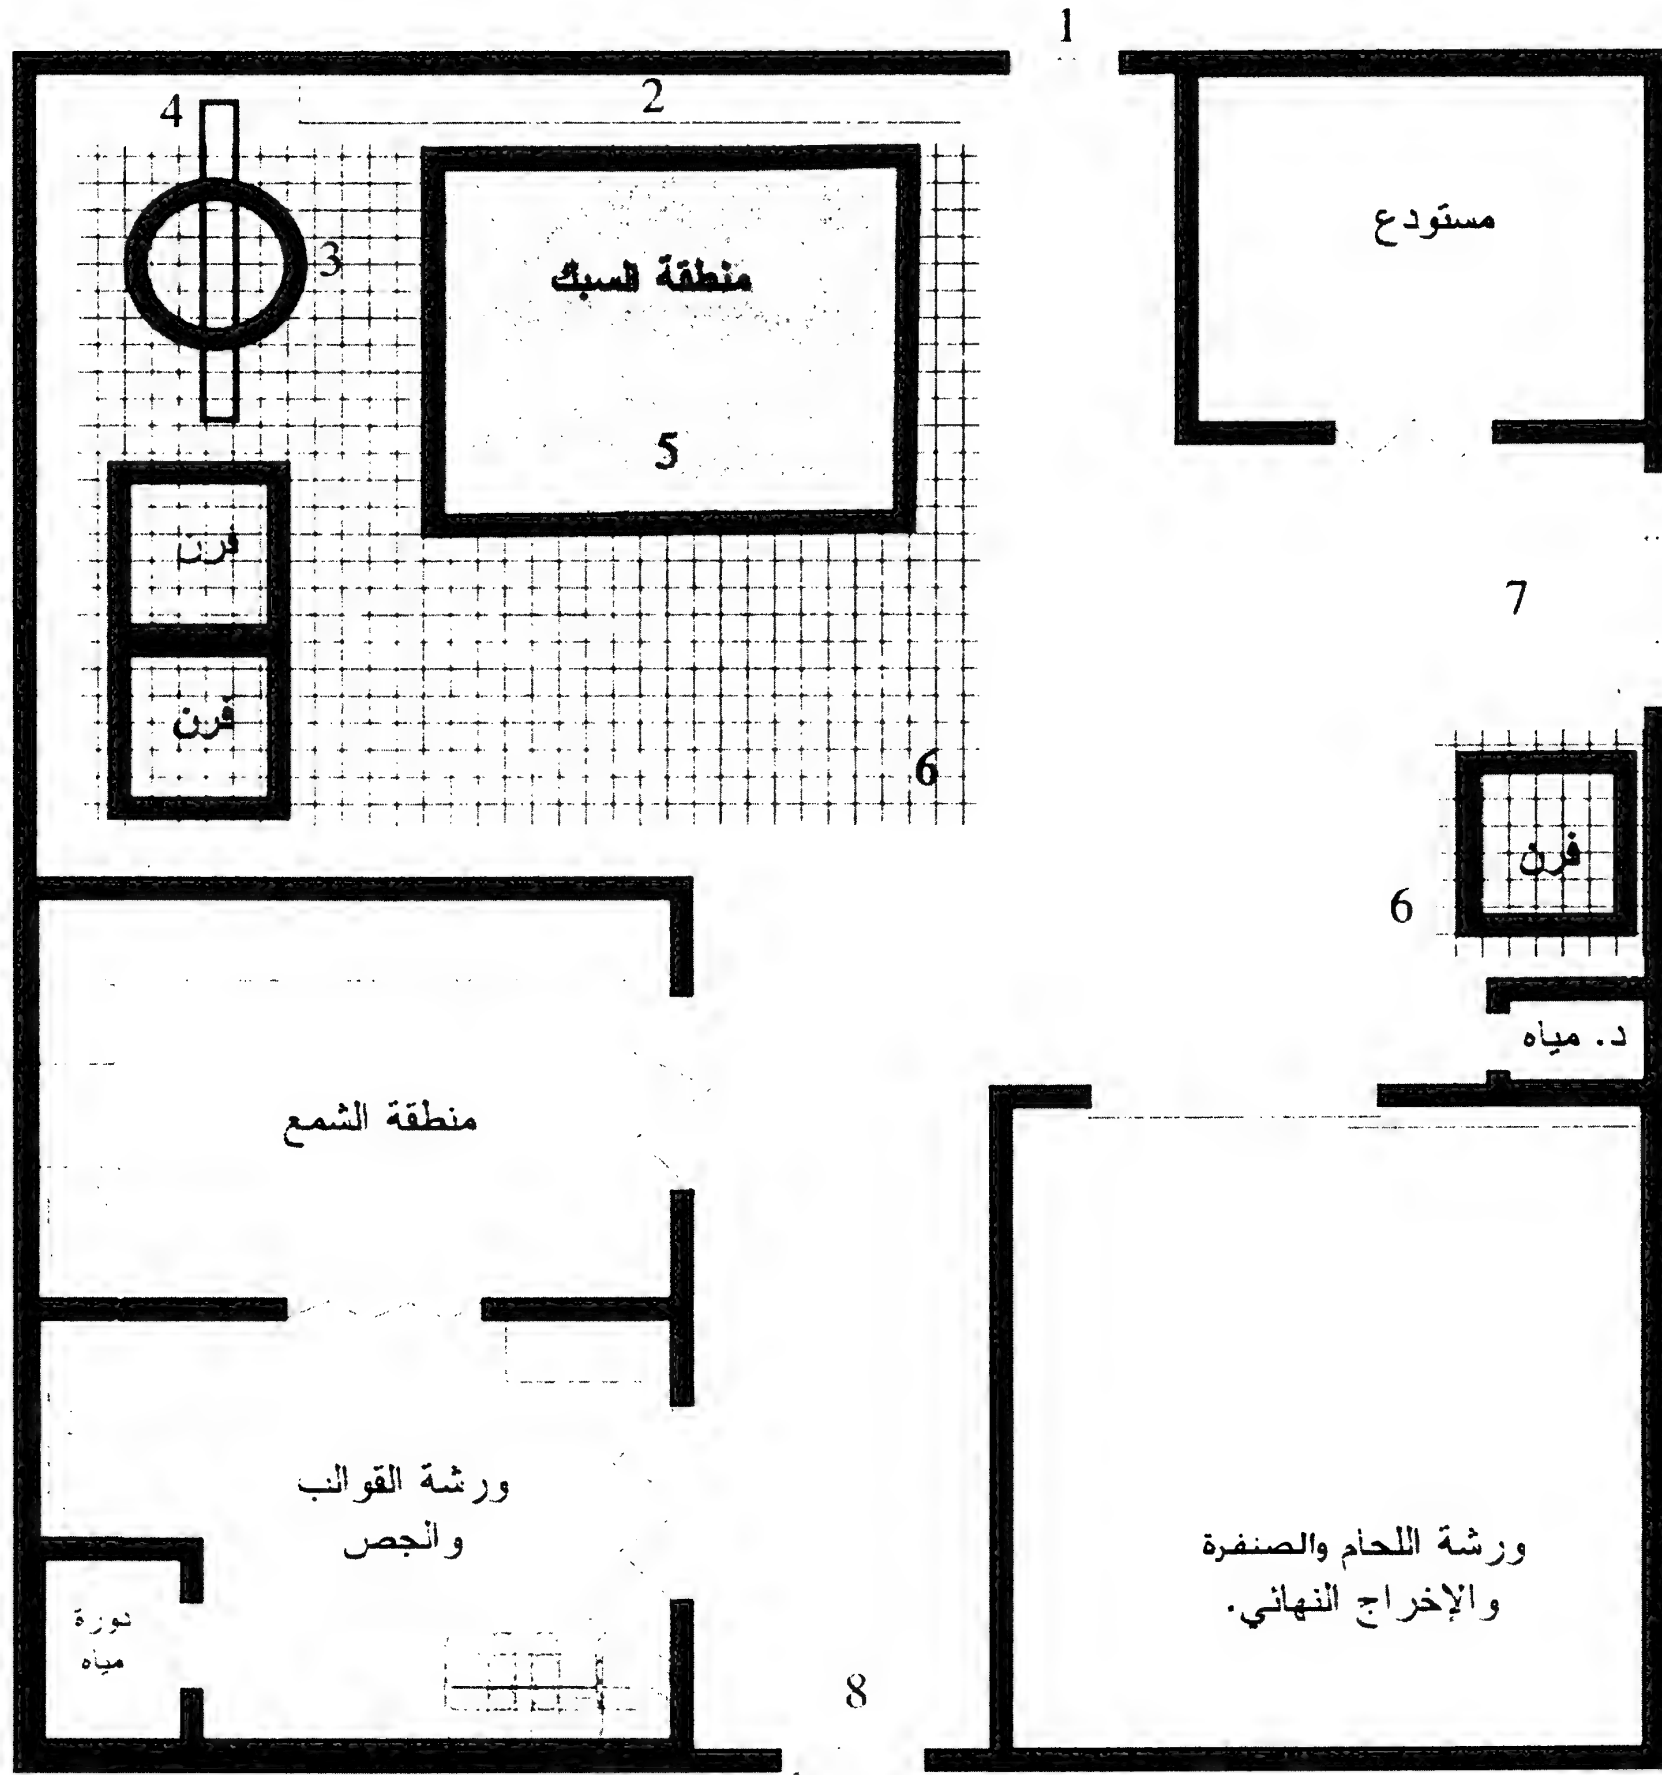 1
2
4
مستودع
3
منطقة السبك
5
فرن
7
فرن
6
فرن
6
د. مياه
منطقة الشمع
ورشة القوالب
والجص
ورشة اللحام والصنفرة
والإخراج النهائي.
دورة
مياه
8